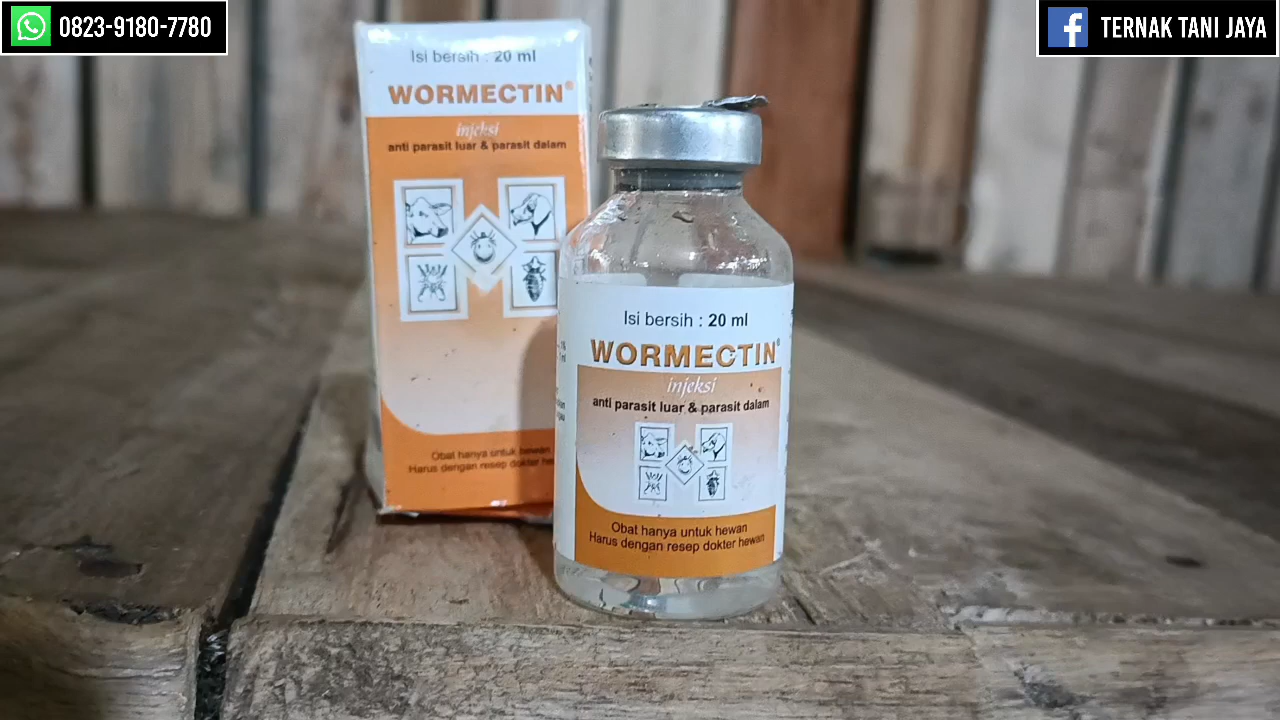 0823-9180-7780
TERNAK TANI JAYA
Isi bersih : 20 ml
WORMECTIN®
injeksi
anti parasit luar & parasit dalam
Obat hanya untuk hewan
Harus dengan resep dokter
Isi bersih : 20 ml
WORMECTIN®
injeksi
anti parasit luar & parasit dalam
Obat hanya untuk hewan
Harus dengan resep dokter hewan